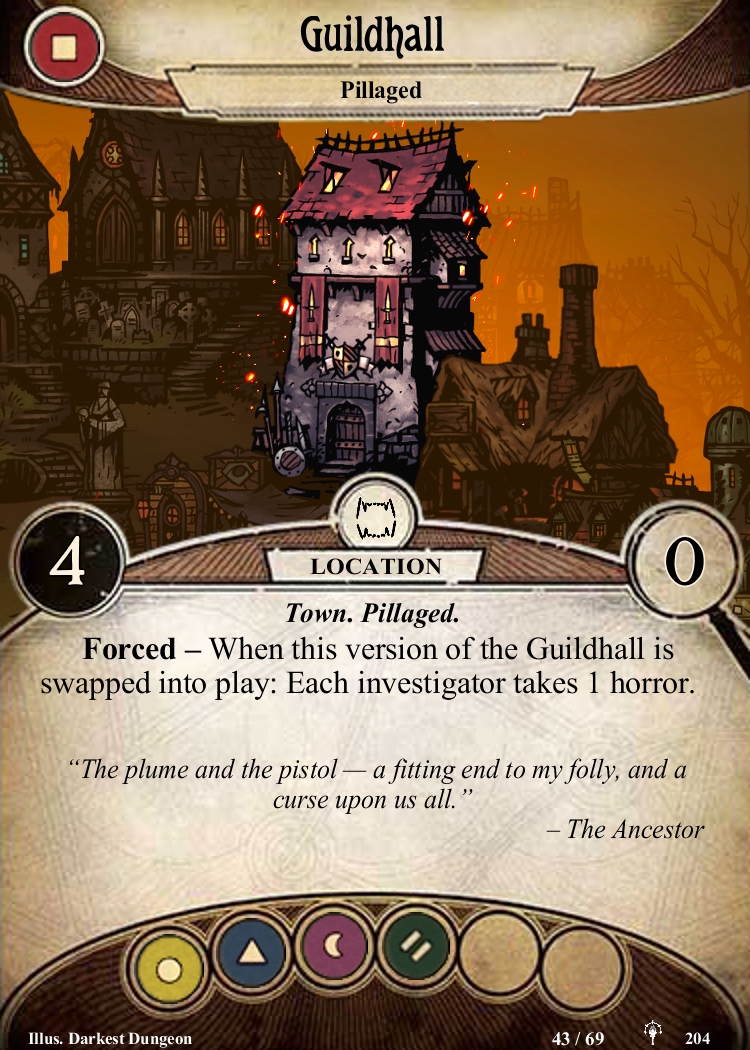 Guildhall
Pillaged
4
LOCATION
0
Town. Pillaged.
Forced – When this version of the Guildhall is
swapped into play: Each investigator takes 1 horror.
“The plume and the pistol — a fitting end to my folly, and a
curse upon us all.”
– The Ancestor
Illus. Darkest Dungeon
43 / 69
204